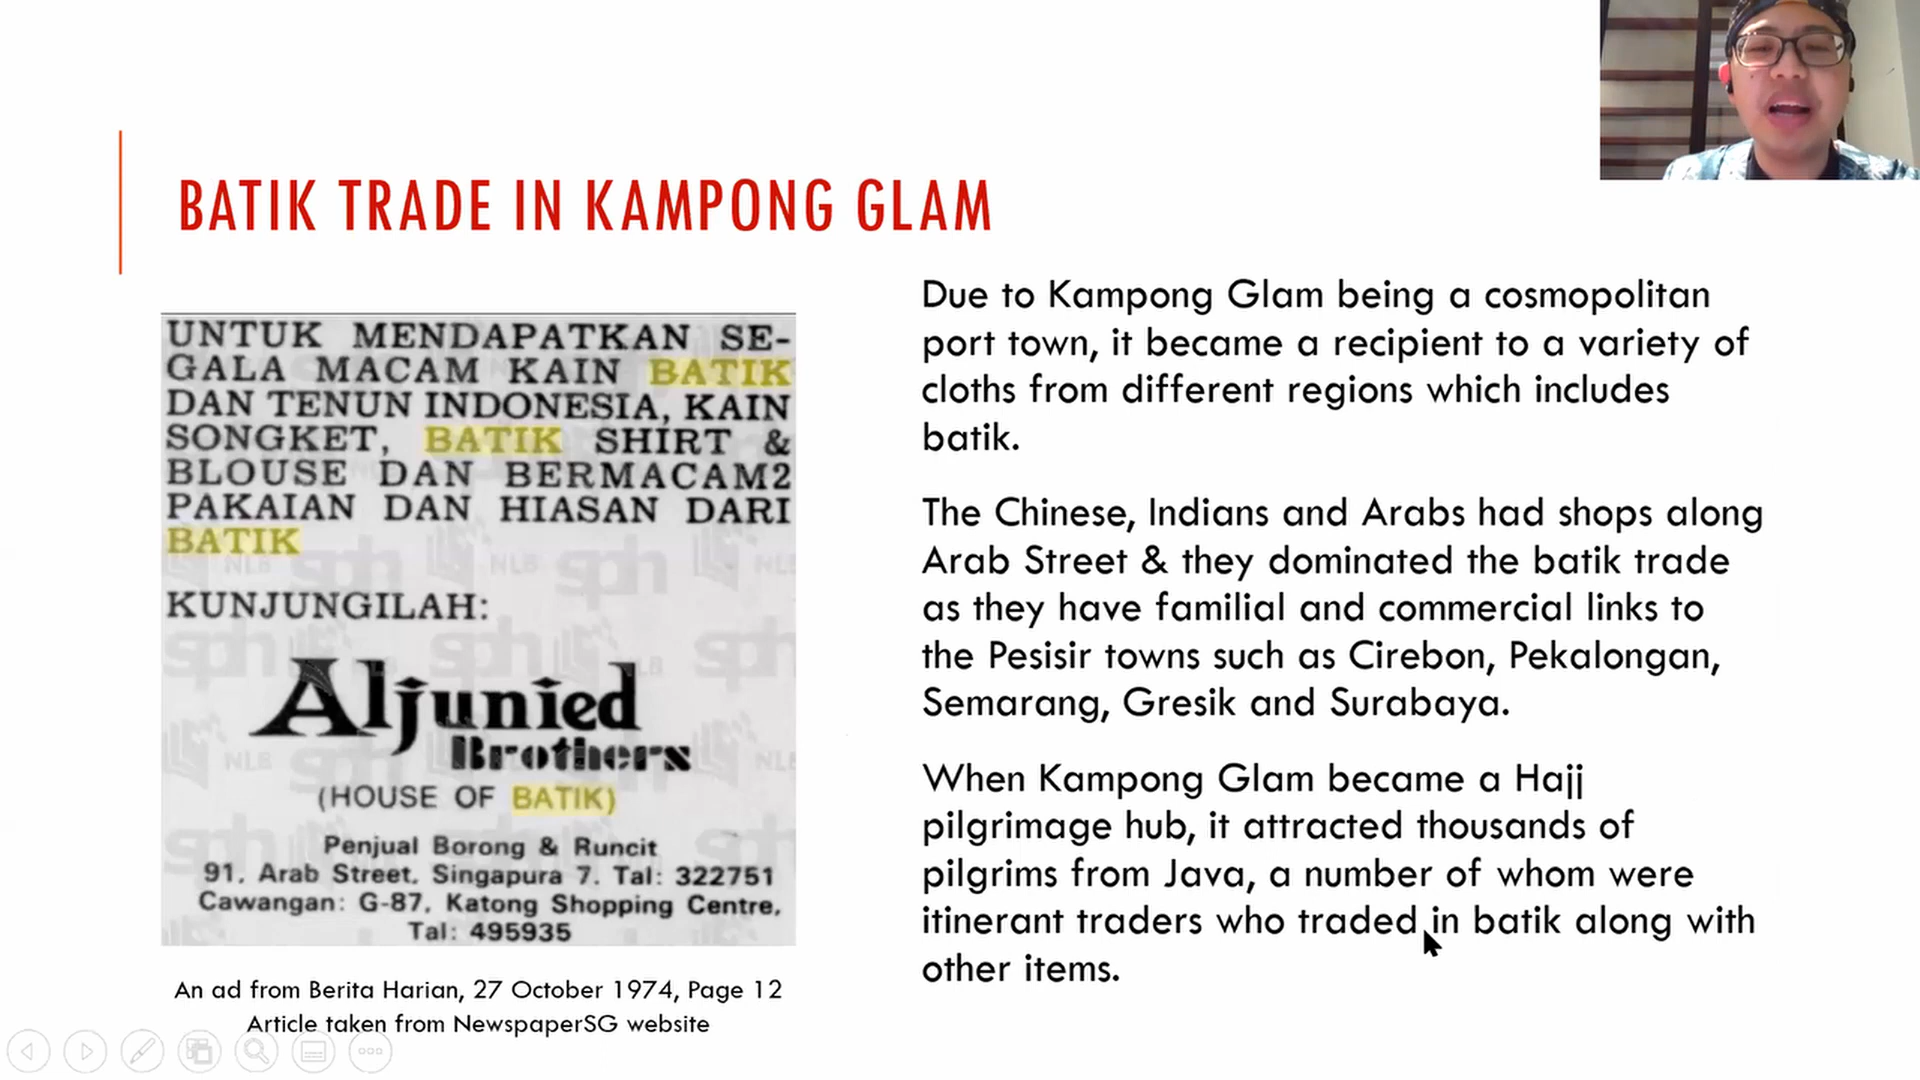 BATIK TRADE IN KAMPONG GLAM
UNTUK MENDAPATKAN SE-
GALA MACAM KAIN BATIK
DAN TENUN INDONESIA, KAIN
SONGKET, BATIK SHIRT &
BLOUSE DAN BERMACAM2
PAKAIAN DAN HIASAN DARI
BATIK
KUNJUNGILAH:
Aljunied
Brothers
(HOUSE OF BATIK)
Penjual Borong & Runcit
91, Arab Street, Singapura 7. Tal: 322751
Cawangan: G-87, Katong Shopping Centre,
Tal: 495935
An ad from Berita Harian, 27 October 1974, Page 12
Article taken from NewspaperSG website
Due to Kampong Glam being a cosmopolitan
port town, it became a recipient to a variety of
cloths from different regions which includes
batik.
The Chinese, Indians and Arabs had shops along
Arab Street & they dominated the batik trade
as they have familial and commercial links to
the Pesisir towns such as Cirebon, Pekalongan,
Semarang, Gresik and Surabaya.
When Kampong Glam became a Hajj
pilgrimage hub, it attracted thousands of
pilgrims from Java, a number of whom were
itinerant traders who traded in batik along with
other items.